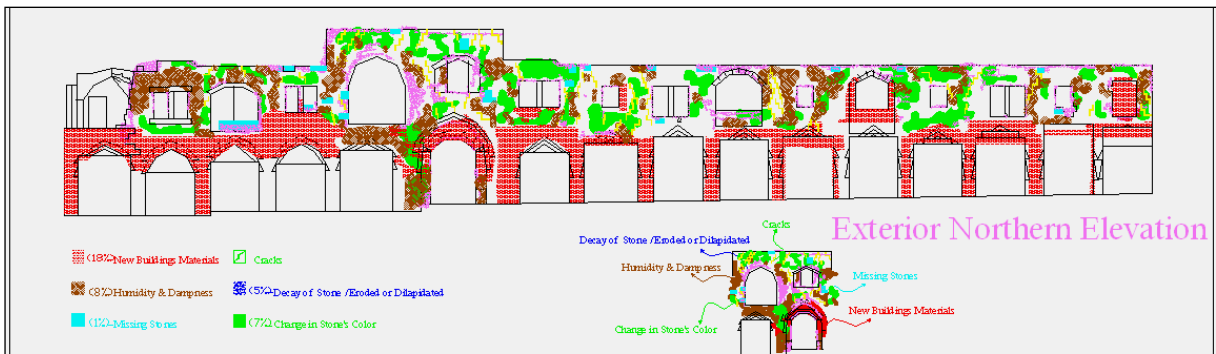 Exterior Northern Elevation
(18%)-New Buildings Materials
Cracks
(8%)-Humidity & Dampness
(5%)-Decay of Stone /Eroded or Dilapidated
(1%)-Missing Stones
(7%) Change in Stone's Color
Cracks
Decay of Stone /Eroded or Dilapidated
Humidity & Dampness
Missing Stones
New Buildings Materials
Change in Stone's Color